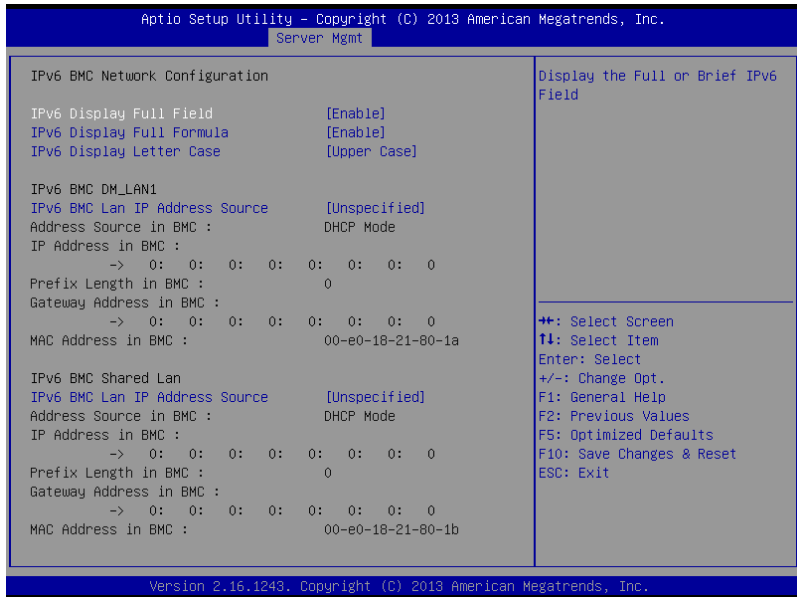 Aptio Setup Utility – Copyright (C) 2013 American Megatrends, Inc.
Server Mgmt
IPv6 BMC Network Configuration
IPv6 Display Full Field [Enable]
IPv6 Display Full Formula [Enable]
IPv6 Display Letter Case [Upper Case]
IPv6 BMC DM_LAN1
IPv6 BMC Lan IP Address Source [Unspecified]
Address Source in BMC : DHCP Mode
IP Address in BMC :
-> 0: 0: 0: 0: 0: 0: 0: 0
Prefix Length in BMC : 0
Gateway Address in BMC :
-> 0: 0: 0: 0: 0: 0: 0: 0
MAC Address in BMC : 00-e0-18-21-80-1a
IPv6 BMC Shared Lan
IPv6 BMC Lan IP Address Source [Unspecified]
Address Source in BMC : DHCP Mode
IP Address in BMC :
-> 0: 0: 0: 0: 0: 0: 0: 0
Prefix Length in BMC : 0
Gateway Address in BMC :
-> 0: 0: 0: 0: 0: 0: 0: 0
MAC Address in BMC : 00-e0-18-21-80-1b
Display the Full or Brief IPv6
Field
→←: Select Screen
↑↓: Select Item
Enter: Select
+/-: Change Opt.
F1: General Help
F2: Previous Values
F5: Optimized Defaults
F10: Save Changes & Reset
ESC: Exit
Version 2.16.1243. Copyright (C) 2013 American Megatrends, Inc.